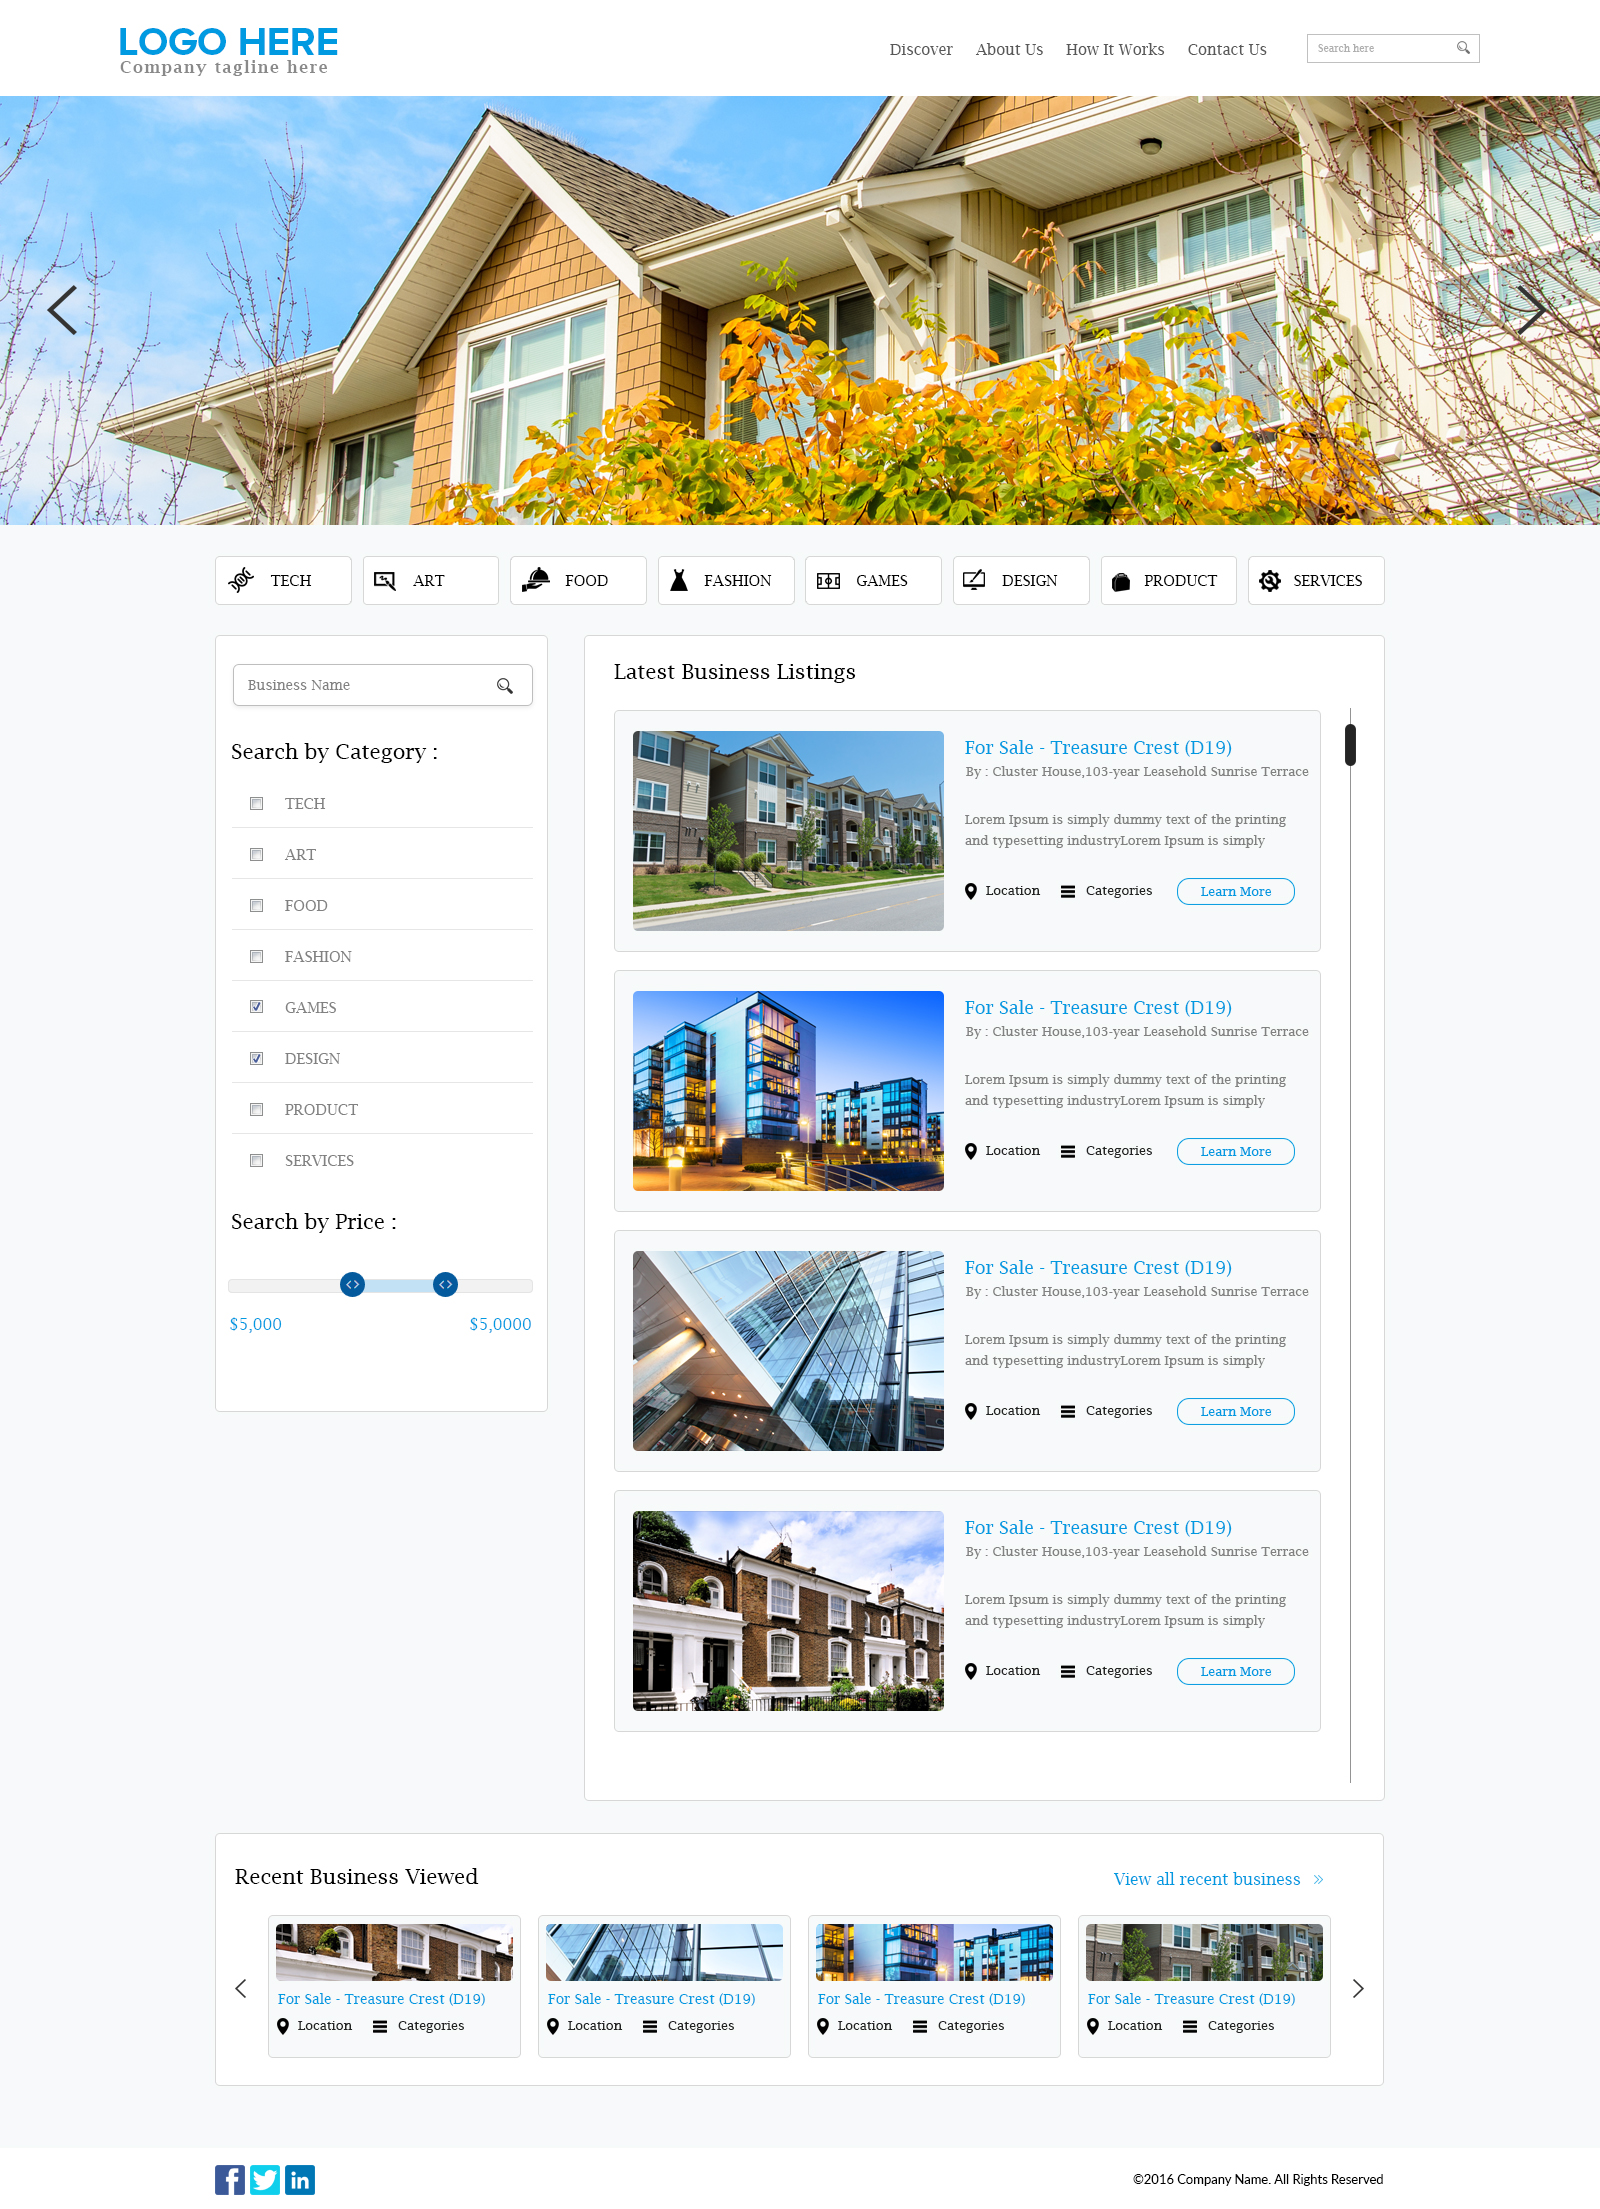 LOGO HERE
Company tagline here
Discover About Us How It Works Contact Us Search here
TECH ART FOOD FASHION GAMES DESIGN PRODUCT SERVICES
Business Name
Search by Category :
TECH
ART
FOOD
FASHION
GAMES
DESIGN
PRODUCT
SERVICES
Search by Price :
$5,000 $5,0000
Latest Business Listings
For Sale - Treasure Crest (D19)
By : Cluster House,103-year Leasehold Sunrise Terrace
Lorem Ipsum is simply dummy text of the printing
and typesetting industryLorem Ipsum is simply
Location Categories Learn More
For Sale - Treasure Crest (D19)
By : Cluster House,103-year Leasehold Sunrise Terrace
Lorem Ipsum is simply dummy text of the printing
and typesetting industryLorem Ipsum is simply
Location Categories Learn More
For Sale - Treasure Crest (D19)
By : Cluster House,103-year Leasehold Sunrise Terrace
Lorem Ipsum is simply dummy text of the printing
and typesetting industryLorem Ipsum is simply
Location Categories Learn More
For Sale - Treasure Crest (D19)
By : Cluster House,103-year Leasehold Sunrise Terrace
Lorem Ipsum is simply dummy text of the printing
and typesetting industryLorem Ipsum is simply
Location Categories Learn More
Recent Business Viewed View all recent business »
For Sale - Treasure Crest (D19) For Sale - Treasure Crest (D19) For Sale - Treasure Crest (D19) For Sale - Treasure Crest (D19)
Location Categories Location Categories Location Categories Location Categories
f in ©2016 Company Name. All Rights Reserved